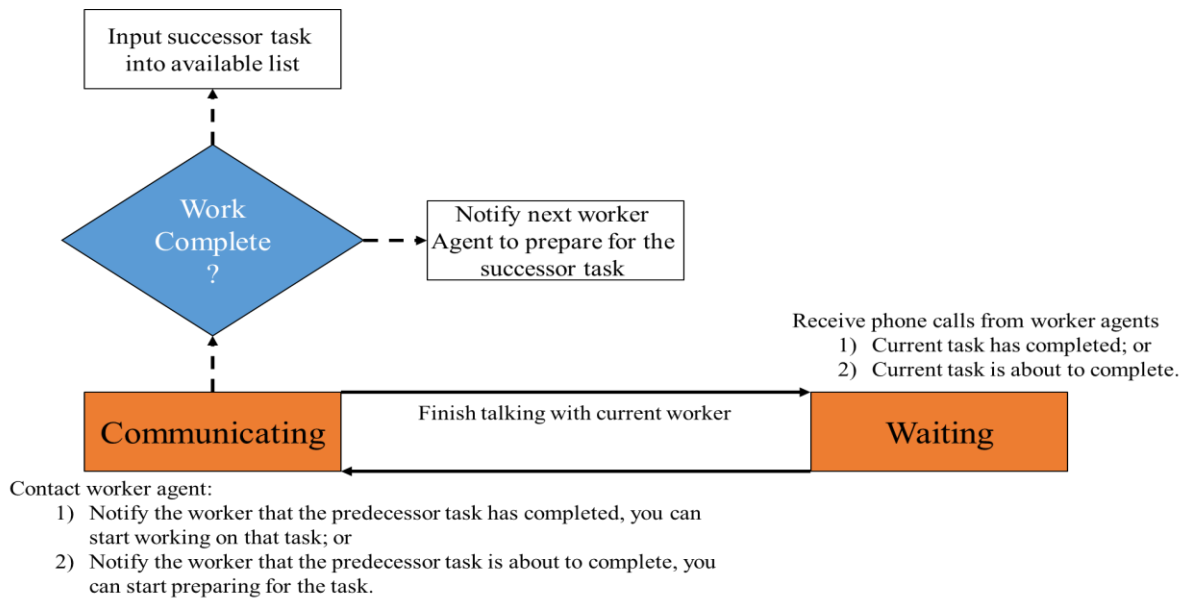 Input successor task
into available list
Work
Complete
?
Notify next worker
Agent to prepare for the
successor task
Receive phone calls from worker agents
1) Current task has completed; or
2) Current task is about to complete.
Communicating
Finish talking with current worker
Waiting
Contact worker agent:
1) Notify the worker that the predecessor task has completed, you can
start working on that task; or
2) Notify the worker that the predecessor task is about to complete, you
can start preparing for the task.